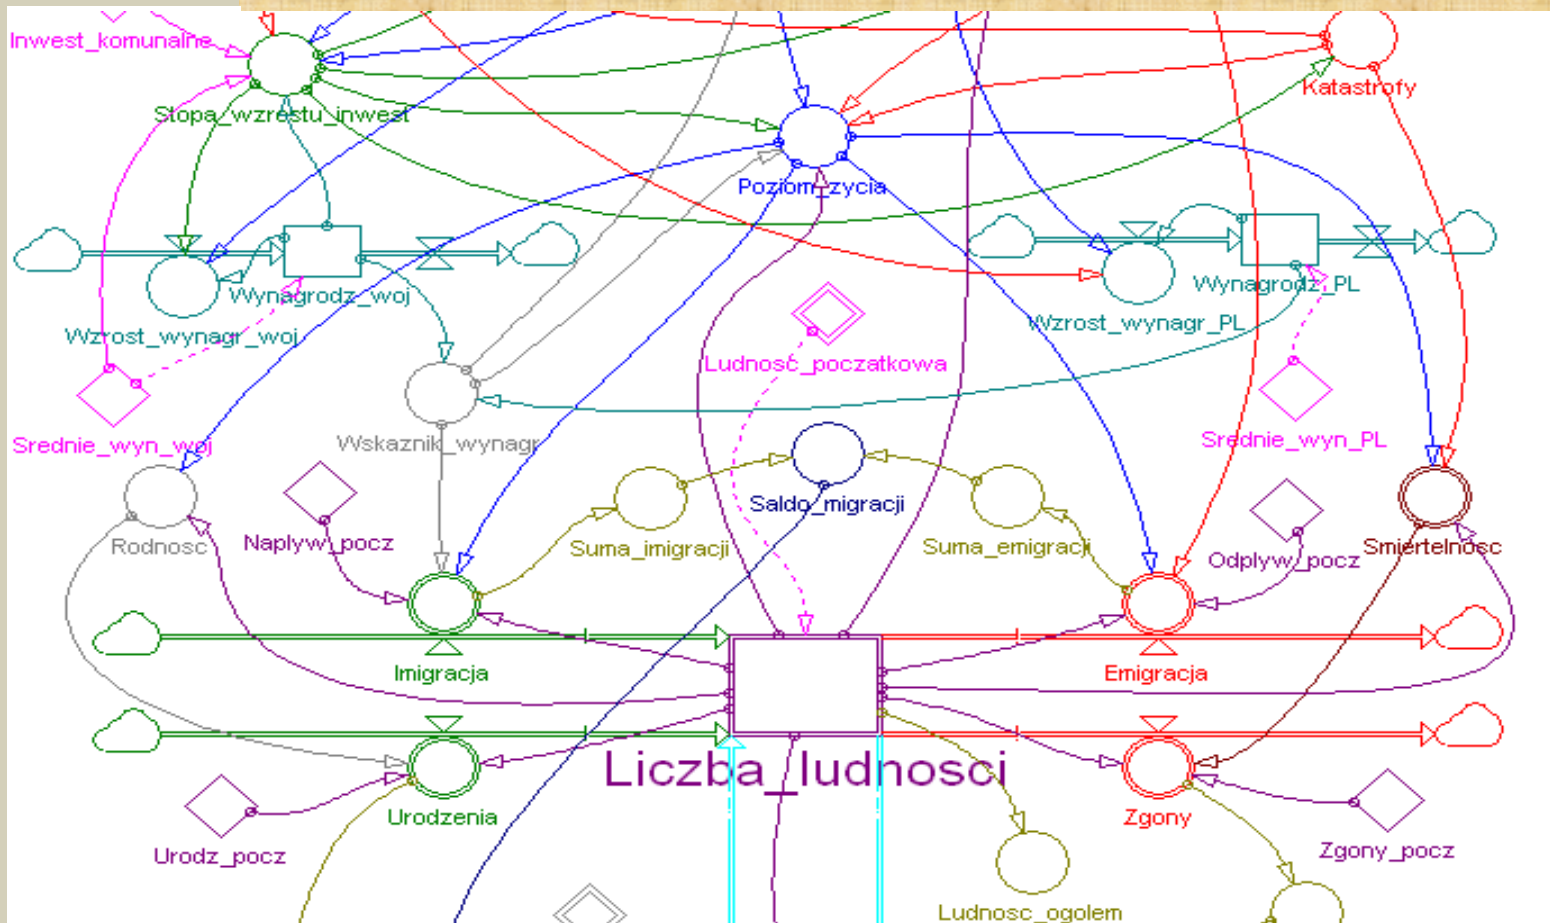 Inwest_komunalne
Katastrofy
Stopa_wzrestu_inwest
Poziom_zycia
Wynagrodz_woj
Wynagrodz_PL
Wzrost_wynagr_woj
Wzrost_wynagr_PL
Ludnosc_poczatkowa
Srednie_wyn_woj
Wskaznik_wynagr
Srednie_wyn_PL
Saldo_migracji
Rodnosc
Naplyw_pocz
Suma_imigracji
Suma_emigracji
Odplyw_pocz
Smiertelnosc
Imigracja
Emigracja
Liczba_ludnosci
Urodzenia
Zgony
Urodz_pocz
Zgony_pocz
Ludnosc_ogolem